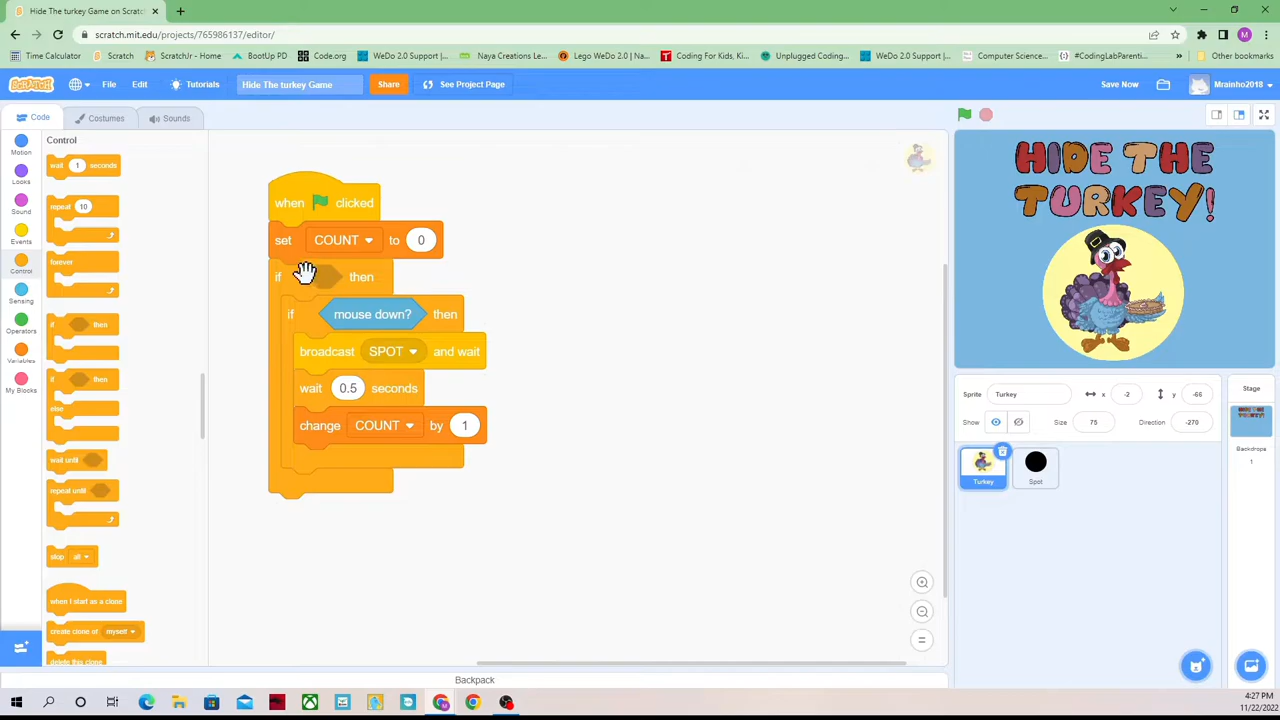 Hide The turkey Game on Scratch
scratch.mit.edu/projects/765986137/editor/
M
Time Calculator
Scratch
ScratchJr - Home
BootUp PD
Code.org
WeDo 2.0 Support |...
Naya Creations Le...
Lego WeDo 2.0 | Na...
Coding For Kids, Ki...
Unplugged Coding...
WeDo 2.0 Support |...
Computer Science...
#CodingLabParenti...
Other bookmarks
SCRATCH
File
Edit
Tutorials
Hide The turkey Game
Share
See Project Page
Save Now
Mrainho2018
Code
Costumes
Sounds
Motion
Looks
Sound
Events
Control
Sensing
Operators
Variables
My Blocks
Control
wait 1 seconds
repeat 10
forever
if then
if then
else
wait until
repeat until
stop all
when I start as a clone
create clone of myself
delete this clone
when clicked
set COUNT to 0
if then
if mouse down? then
broadcast SPOT and wait
wait 0.5 seconds
change COUNT by 1
Backpack
HIDE THE
TURKEY!
Sprite Turkey x -2 y -66
Show Size 75 Direction -270
Turkey
Spot
Stage
Backdrops
1
4:27 PM
11/22/2022